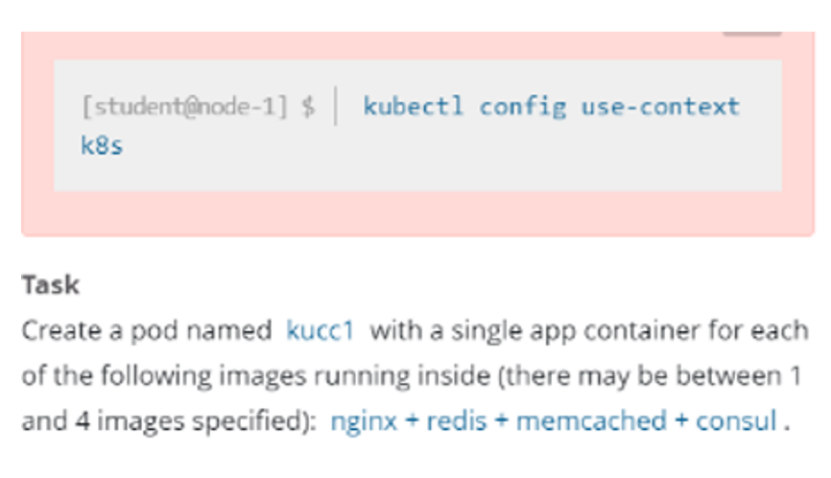 [student@node-1] $ | kubectl config use-context
k8s
Task
Create a pod named kucc1 with a single app container for each
of the following images running inside (there may be between 1
and 4 images specified): nginx + redis + memcached + consul .